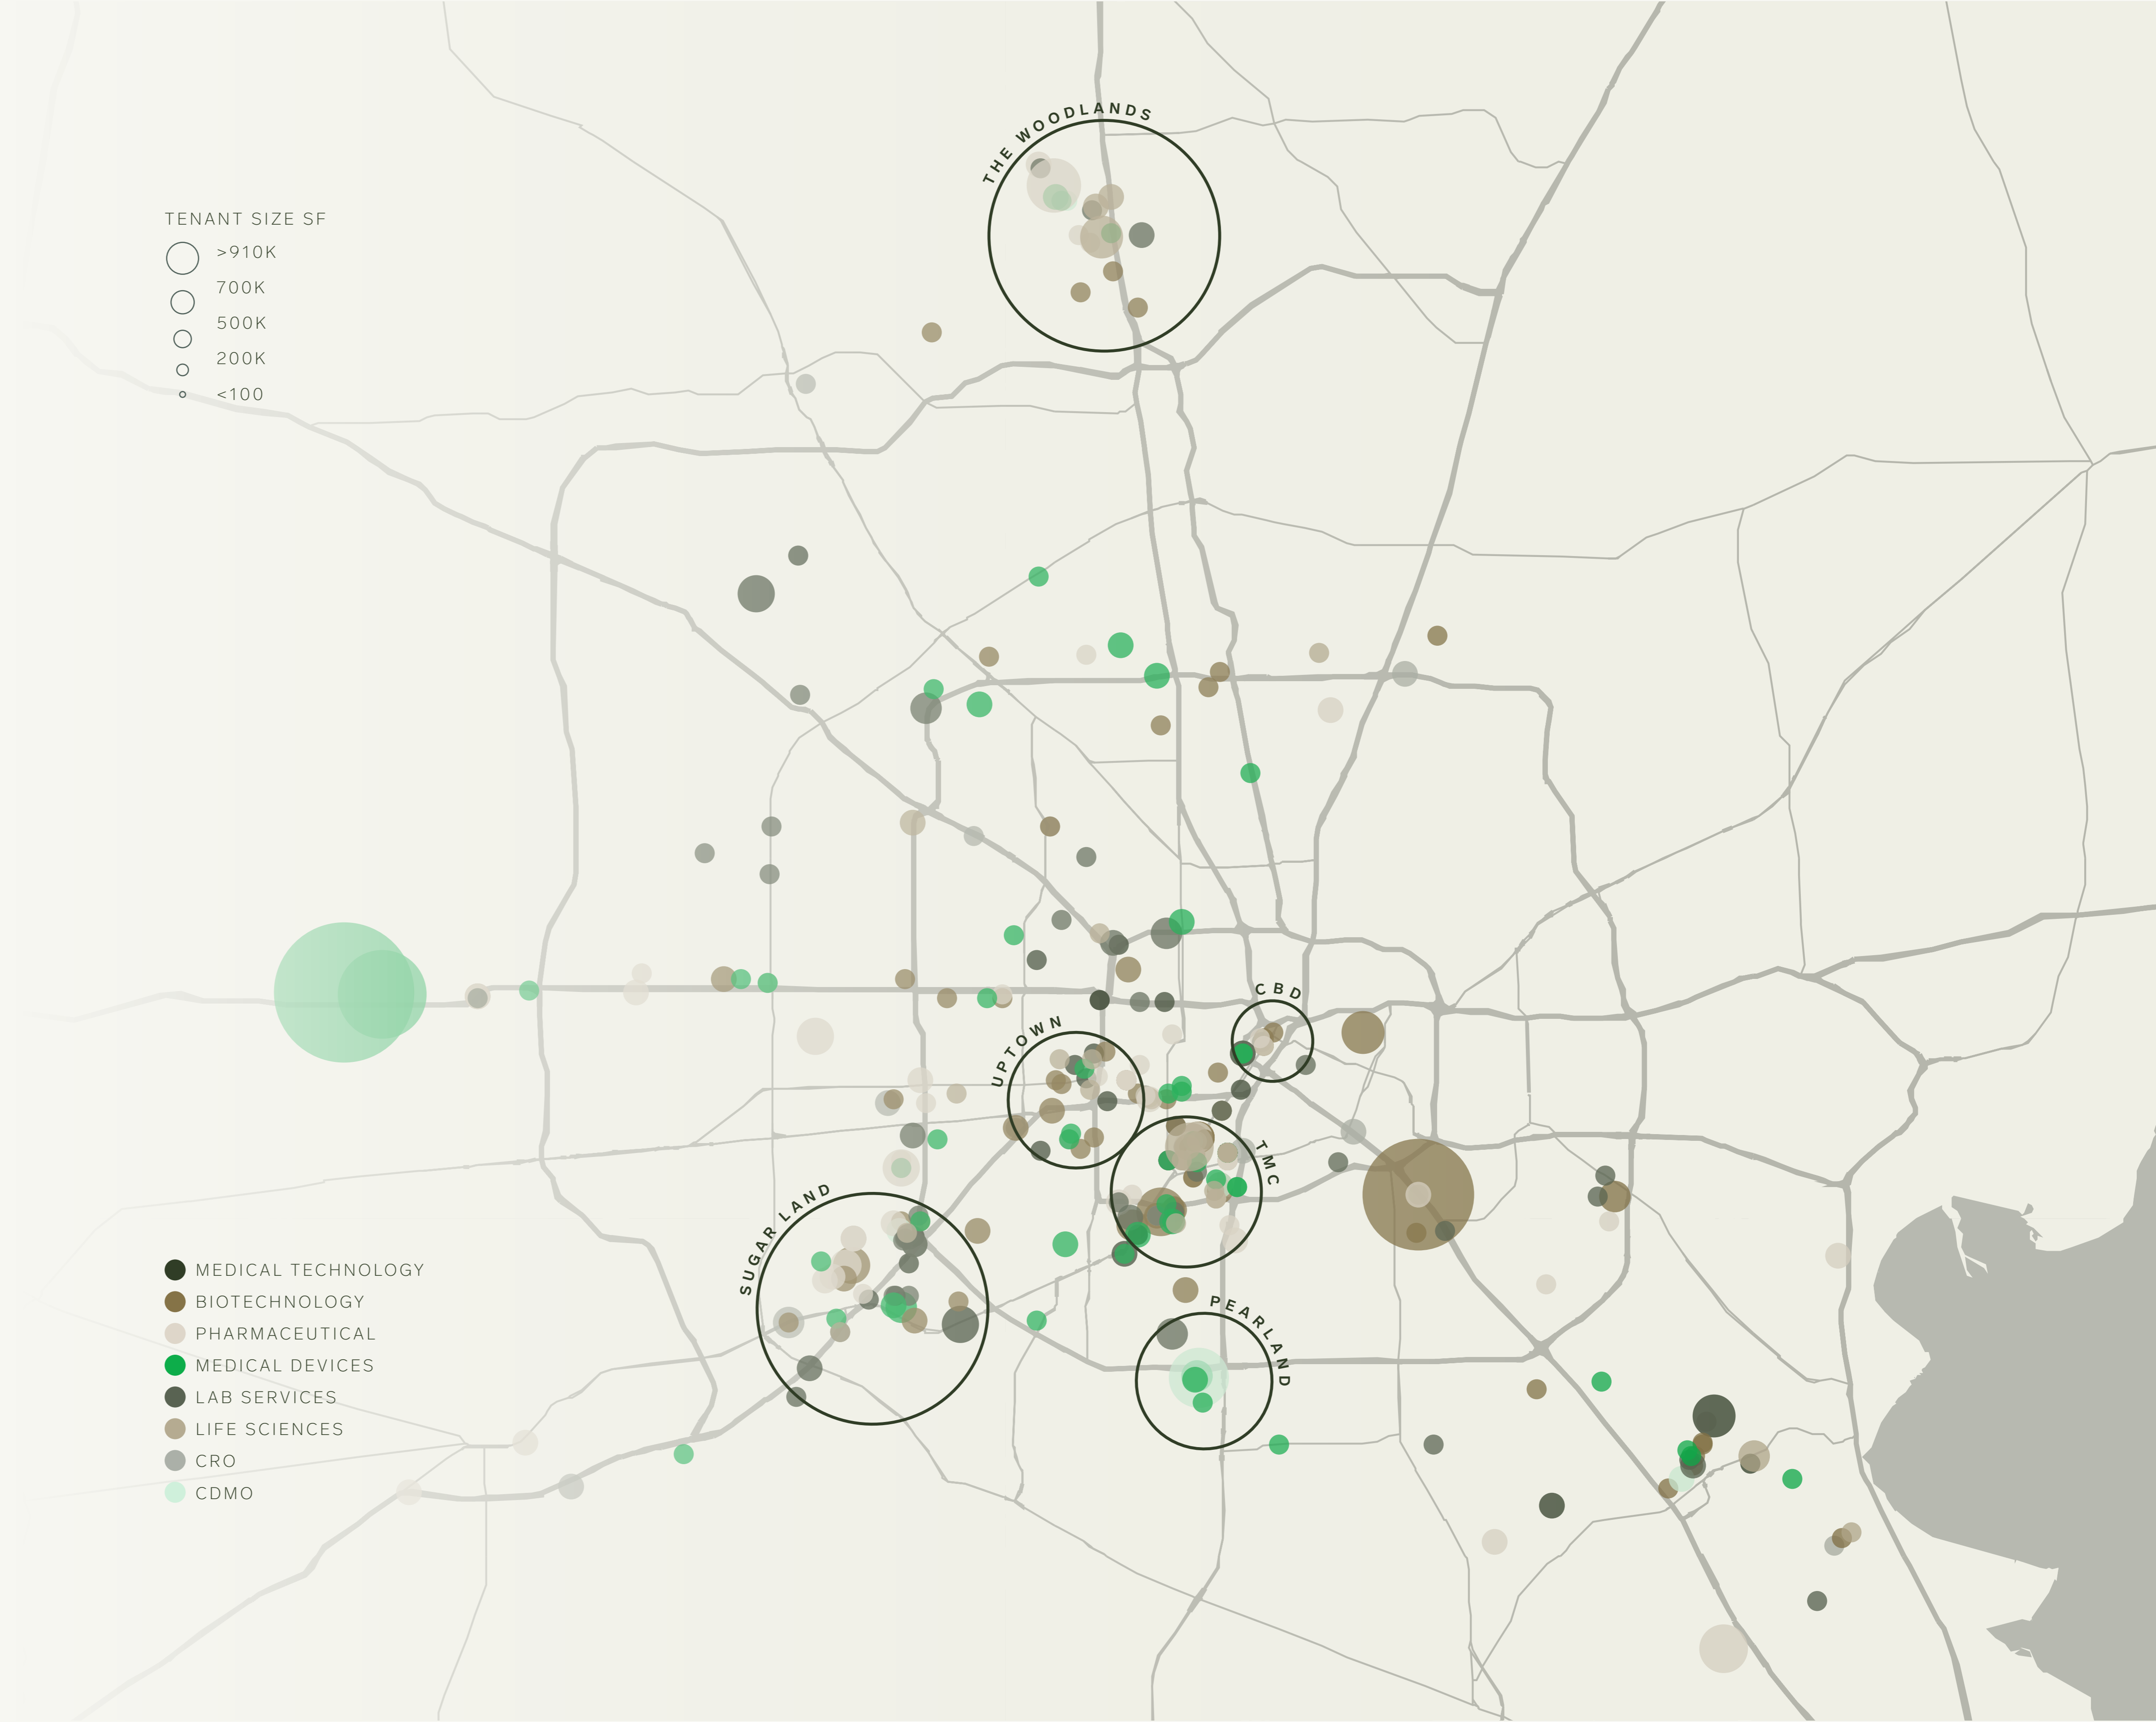 THE WOODLANDS
TENANT SIZE SF
>910K
700K
500K
200K
<100
CBD
UPTOWN
TMC
SUGAR LAND
PEARLAND
MEDICAL TECHNOLOGY
BIOTECHNOLOGY
PHARMACEUTICAL
MEDICAL DEVICES
LAB SERVICES
LIFE SCIENCES
CRO
CDMO